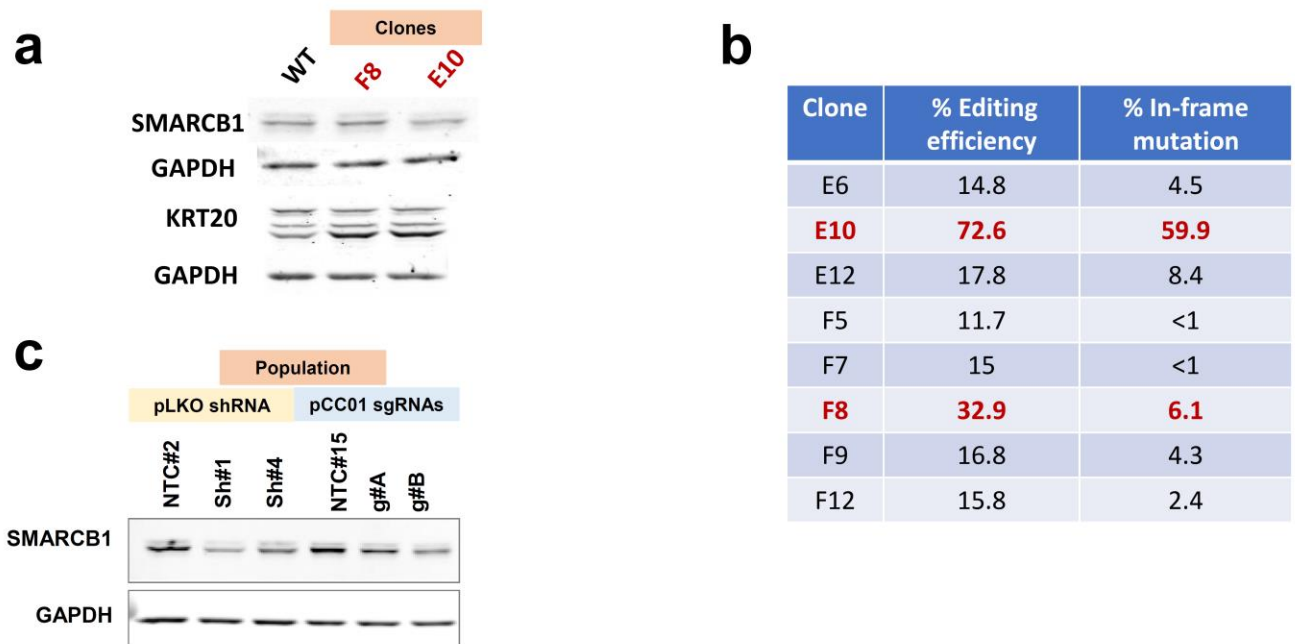 a
Clones
WT F8 E10
SMARCB1
GAPDH
KRT20
GAPDH
b
Clone % Editing efficiency % In-frame mutation
E6 14.8 4.5
E10 72.6 59.9
E12 17.8 8.4
F5 11.7 <1
F7 15 <1
F8 32.9 6.1
F9 16.8 4.3
F12 15.8 2.4
c
Population
pLKO shRNA pCC01 sgRNAs
NTC#2 Sh#1 Sh#4 NTC#15 g#A g#B
SMARCB1
GAPDH